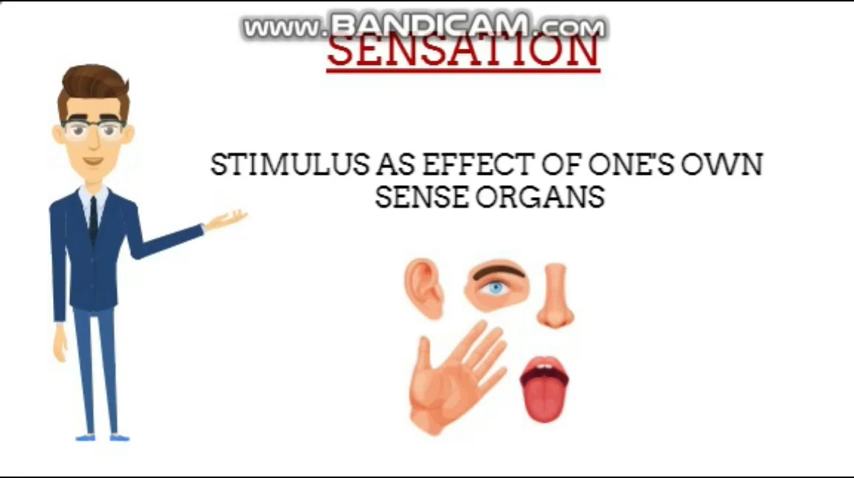 www.BANDICAM.com
SENSATION
STIMULUS AS EFFECT OF ONE'S OWN
SENSE ORGANS